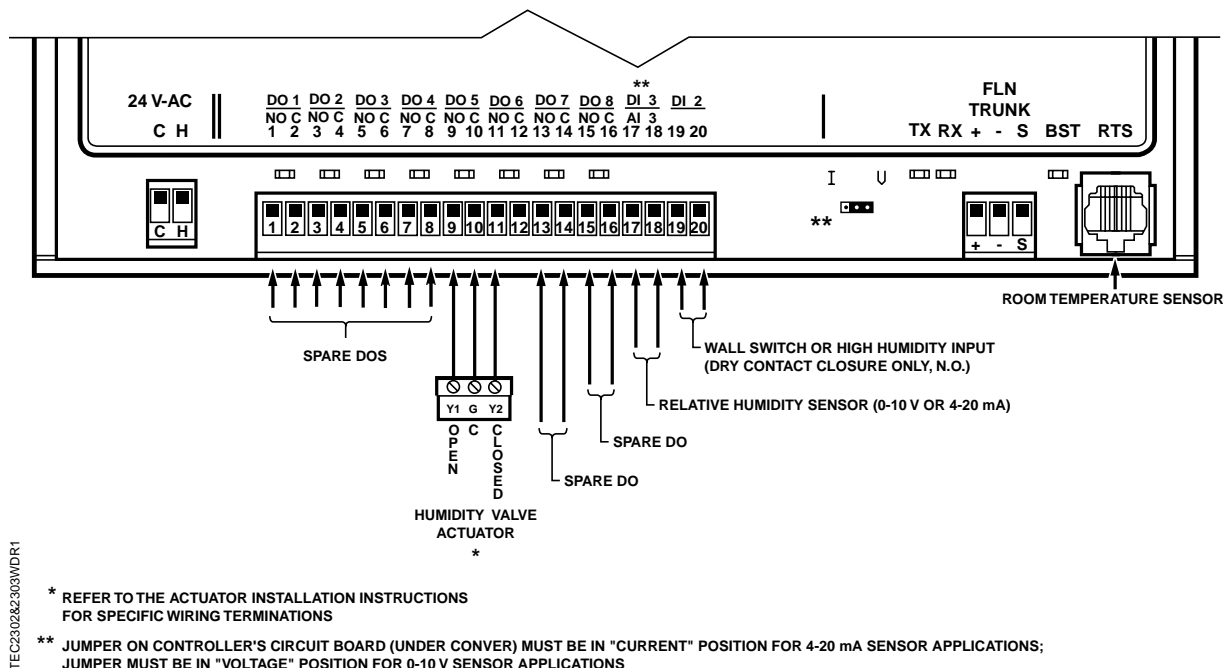 FLN
24 V-AC DO 1 DO 2 DO 3 DO 4 DO 5 DO 6 DO 7 DO 8 ** DI 3 DI 2 TRUNK
C H NO C NO C NO C NO C NO C NO C NO C NO C AI 3 TX RX + - S BST RTS
1 2 3 4 5 6 7 8 9 10 11 12 13 14 15 16 17 18 19 20
I U
**
C H
1 2 3 4 5 6 7 8 9 10 11 12 13 14 15 16 17 18 19 20
+ - S
ROOM TEMPERATURE SENSOR
SPARE DOS
WALL SWITCH OR HIGH HUMIDITY INPUT
(DRY CONTACT CLOSURE ONLY, N.O.)
RELATIVE HUMIDITY SENSOR (0-10 V OR 4-20 mA)
SPARE DO
SPARE DO
Y1 G Y2
OPEN C CLOSED
HUMIDITY VALVE
ACTUATOR
*
* REFER TO THE ACTUATOR INSTALLATION INSTRUCTIONS
FOR SPECIFIC WIRING TERMINATIONS
** JUMPER ON CONTROLLER'S CIRCUIT BOARD (UNDER CONVER) MUST BE IN "CURRENT" POSITION FOR 4-20 mA SENSOR APPLICATIONS;
JUMPER MUST BE IN "VOLTAGE" POSITION FOR 0-10 V SENSOR APPLICATIONS
TEC2302&2303WDR1